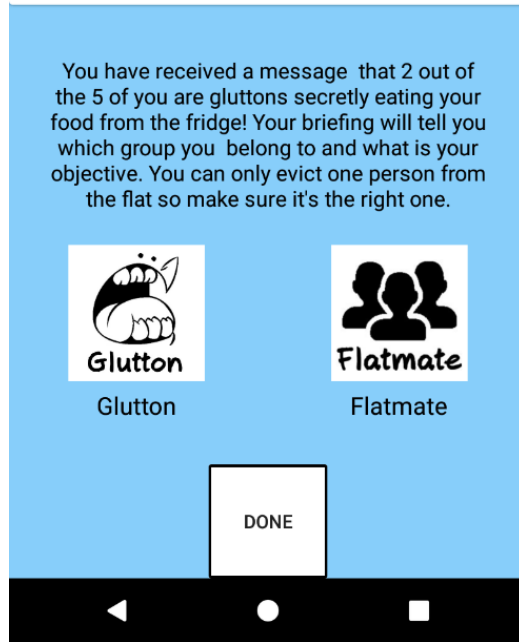 You have received a message  that 2 out of
the 5 of you are gluttons secretly eating your
food from the fridge! Your briefing will tell you
which group you  belong to and what is your
objective. You can only evict one person from
the flat so make sure it's the right one.
Glutton
Flatmate
Glutton
Flatmate
DONE